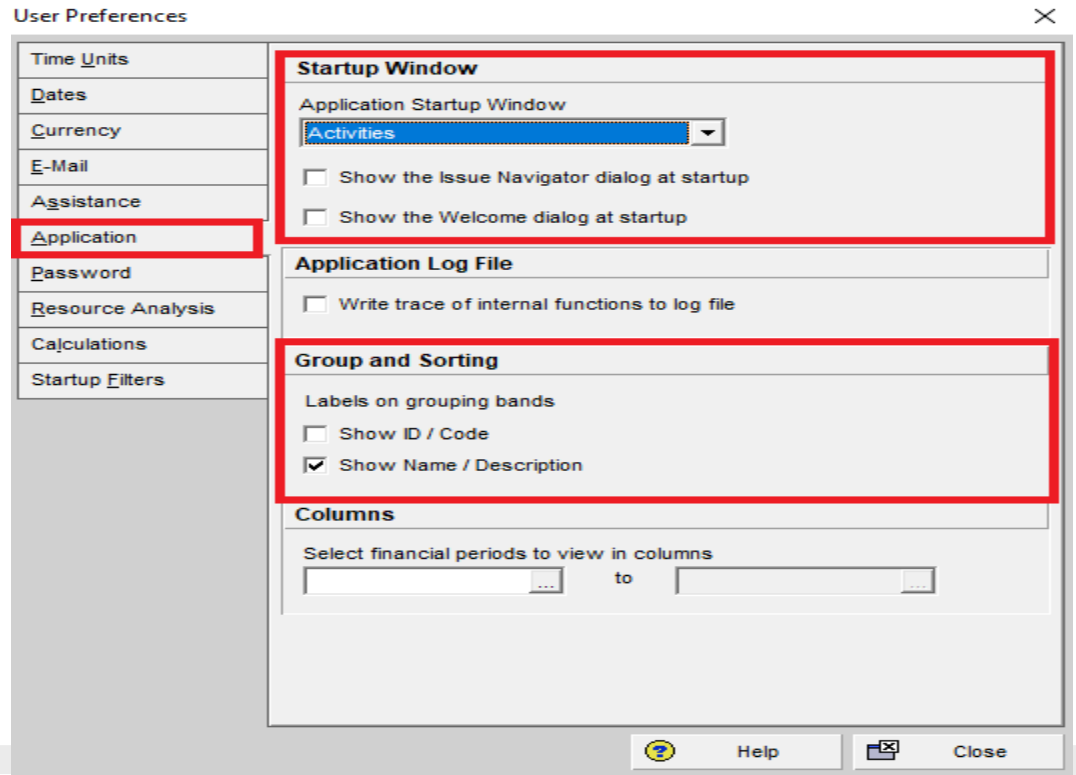 User Preferences
Time Units
Dates
Currency
E-Mail
Assistance
Application
Password
Resource Analysis
Calculations
Startup Filters
Startup Window
Application Startup Window
Activities
Show the Issue Navigator dialog at startup
Show the Welcome dialog at startup
Application Log File
Write trace of internal functions to log file
Group and Sorting
Labels on grouping bands
Show ID / Code
Show Name / Description
Columns
Select financial periods to view in columns
... to ...
Help Close